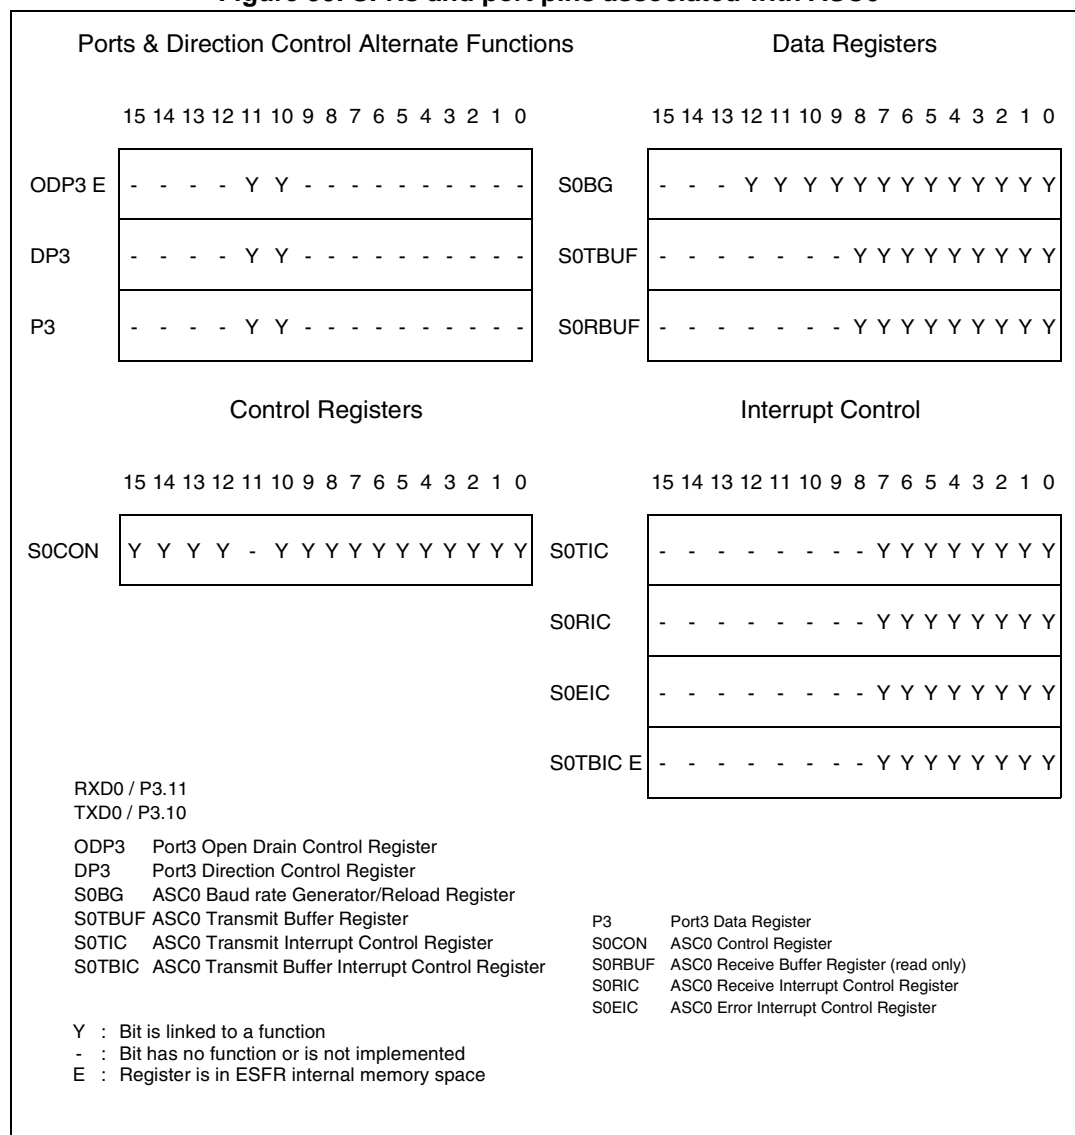 Ports & Direction Control Alternate Functions
15 14 13 12 11 10 9 8 7 6 5 4 3 2 1 0
ODP3 E - - - - Y Y - - - - - - - - - -
DP3 - - - - Y Y - - - - - - - - - -
P3 - - - - Y Y - - - - - - - - - -
Data Registers
15 14 13 12 11 10 9 8 7 6 5 4 3 2 1 0
S0BG - - - Y Y Y Y Y Y Y Y Y Y Y Y Y
S0TBUF - - - - - - - Y Y Y Y Y Y Y Y Y
S0RBUF - - - - - - - Y Y Y Y Y Y Y Y Y
Control Registers
15 14 13 12 11 10 9 8 7 6 5 4 3 2 1 0
S0CON Y Y Y Y - Y Y Y Y Y Y Y Y Y Y Y
Interrupt Control
15 14 13 12 11 10 9 8 7 6 5 4 3 2 1 0
S0TIC - - - - - - - - Y Y Y Y Y Y Y Y
S0RIC - - - - - - - - Y Y Y Y Y Y Y Y
S0EIC - - - - - - - - Y Y Y Y Y Y Y Y
S0TBIC E - - - - - - - - Y Y Y Y Y Y Y Y
RXD0 / P3.11
TXD0 / P3.10
ODP3 Port3 Open Drain Control Register
DP3 Port3 Direction Control Register
S0BG ASC0 Baud rate Generator/Reload Register
S0TBUF ASC0 Transmit Buffer Register
S0TIC ASC0 Transmit Interrupt Control Register
S0TBIC ASC0 Transmit Buffer Interrupt Control Register
P3 Port3 Data Register
S0CON ASC0 Control Register
S0RBUF ASC0 Receive Buffer Register (read only)
S0RIC ASC0 Receive Interrupt Control Register
S0EIC ASC0 Error Interrupt Control Register
Y : Bit is linked to a function
- : Bit has no function or is not implemented
E : Register is in ESFR internal memory space